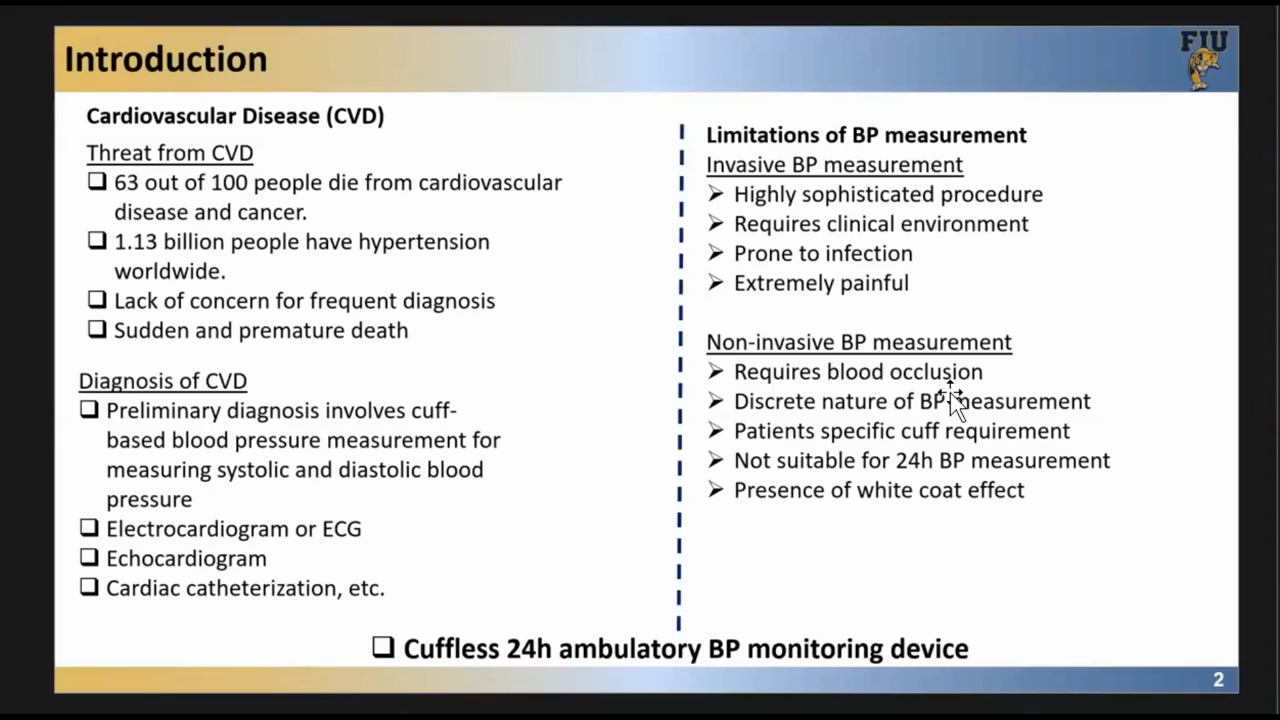 Introduction
FIU
Cardiovascular Disease (CVD)
Threat from CVD
❑ 63 out of 100 people die from cardiovascular
disease and cancer.
❑ 1.13 billion people have hypertension
worldwide.
❑ Lack of concern for frequent diagnosis
❑ Sudden and premature death
Diagnosis of CVD
❑ Preliminary diagnosis involves cuff-
based blood pressure measurement for
measuring systolic and diastolic blood
pressure
❑ Electrocardiogram or ECG
❑ Echocardiogram
❑ Cardiac catheterization, etc.
Limitations of BP measurement
Invasive BP measurement
➢ Highly sophisticated procedure
➢ Requires clinical environment
➢ Prone to infection
➢ Extremely painful
Non-invasive BP measurement
➢ Requires blood occlusion
➢ Discrete nature of BP measurement
➢ Patients specific cuff requirement
➢ Not suitable for 24h BP measurement
➢ Presence of white coat effect
❑ Cuffless 24h ambulatory BP monitoring device
2